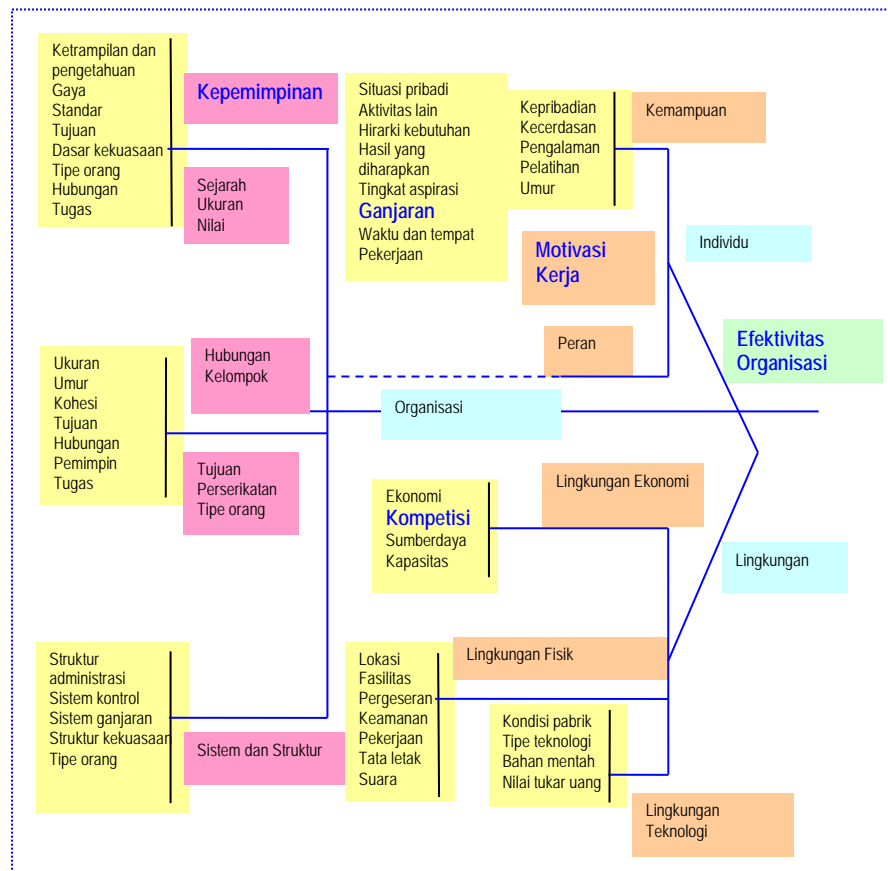 Ketrampilan dan
pengetahuan
Gaya
Standar
Tujuan
Dasar kekuasaan
Tipe orang
Hubungan
Tugas
Kepemimpinan
Sejarah
Ukuran
Nilai
Situasi pribadi
Aktivitas lain
Hirarki kebutuhan
Hasil yang
diharapkan
Tingkat aspirasi
Ganjaran
Waktu dan tempat
Pekerjaan
Kepribadian
Kecerdasan
Pengalaman
Pelatihan
Umur
Kemampuan
Motivasi
Kerja
Individu
Peran
Efektivitas
Organisasi
Ukuran
Umur
Kohesi
Tujuan
Hubungan
Pemimpin
Tugas
Hubungan
Kelompok
Organisasi
Tujuan
Perserikatan
Tipe orang
Ekonomi
Kompetisi
Sumberdaya
Kapasitas
Lingkungan Ekonomi
Lingkungan
Struktur
administrasi
Sistem kontrol
Sistem ganjaran
Struktur kekuasaan
Tipe orang
Sistem dan Struktur
Lokasi
Fasilitas
Pergeseran
Keamanan
Pekerjaan
Tata letak
Suara
Lingkungan Fisik
Kondisi pabrik
Tipe teknologi
Bahan mentah
Nilai tukar uang
Lingkungan
Teknologi